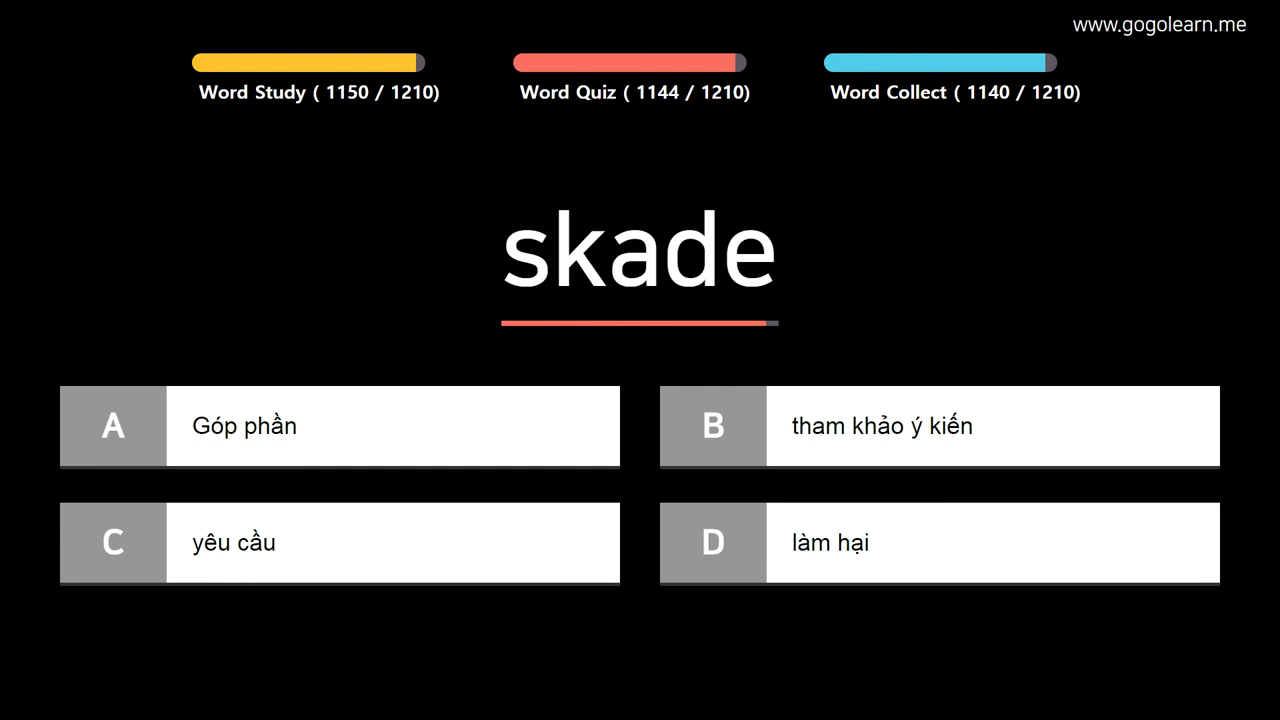 www.gogolearn.me
Word Study ( 1150 / 1210)
Word Quiz ( 1144 / 1210)
Word Collect ( 1140 / 1210)
skade
A
Góp phần
B
tham khảo ý kiến
C
yêu cầu
D
làm hại